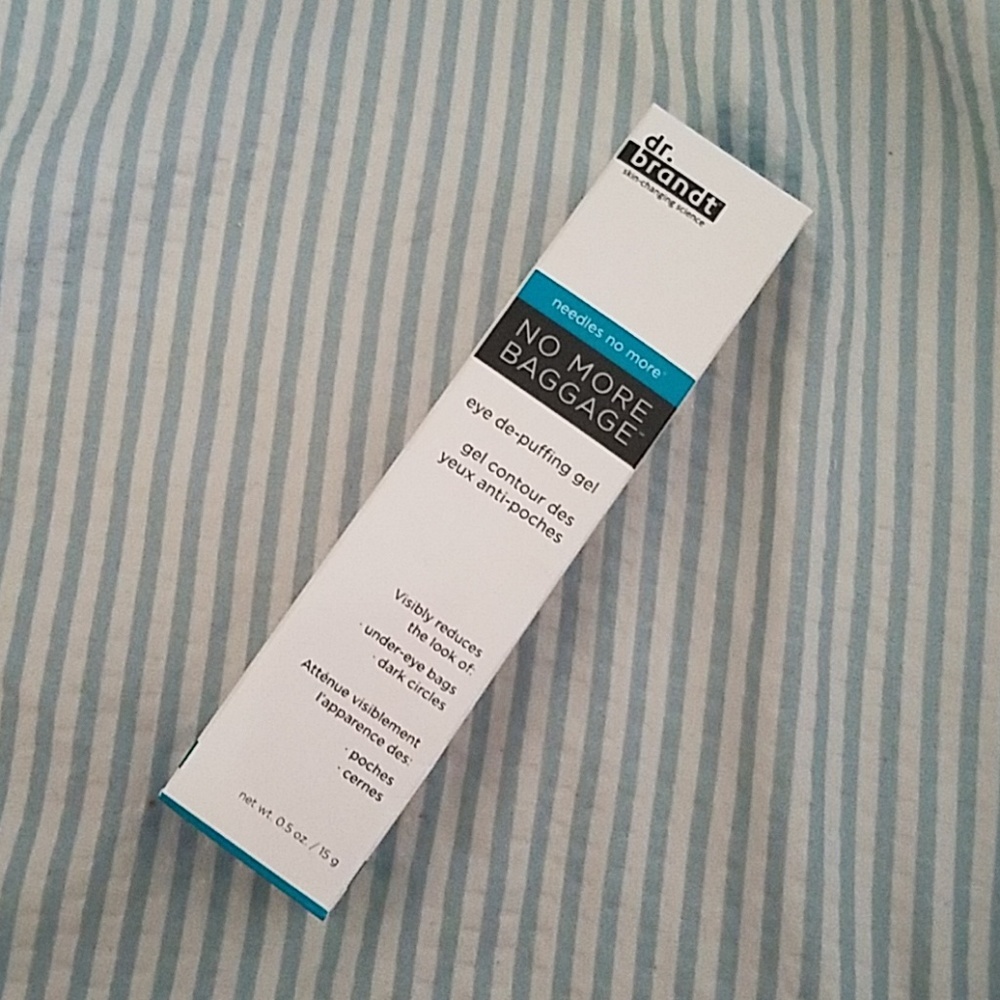 dr.
brandt
skin-changing science
needles no more™
NO MORE
BAGGAGE™
eye de-puffing gel
gel contour des
yeux anti-poches
Visibly reduces
the look of:
· under-eye bags
· dark circles
Atténue visiblement
l'apparence des:
· poches
· cernes
net wt. 0.5 oz. / 15 g